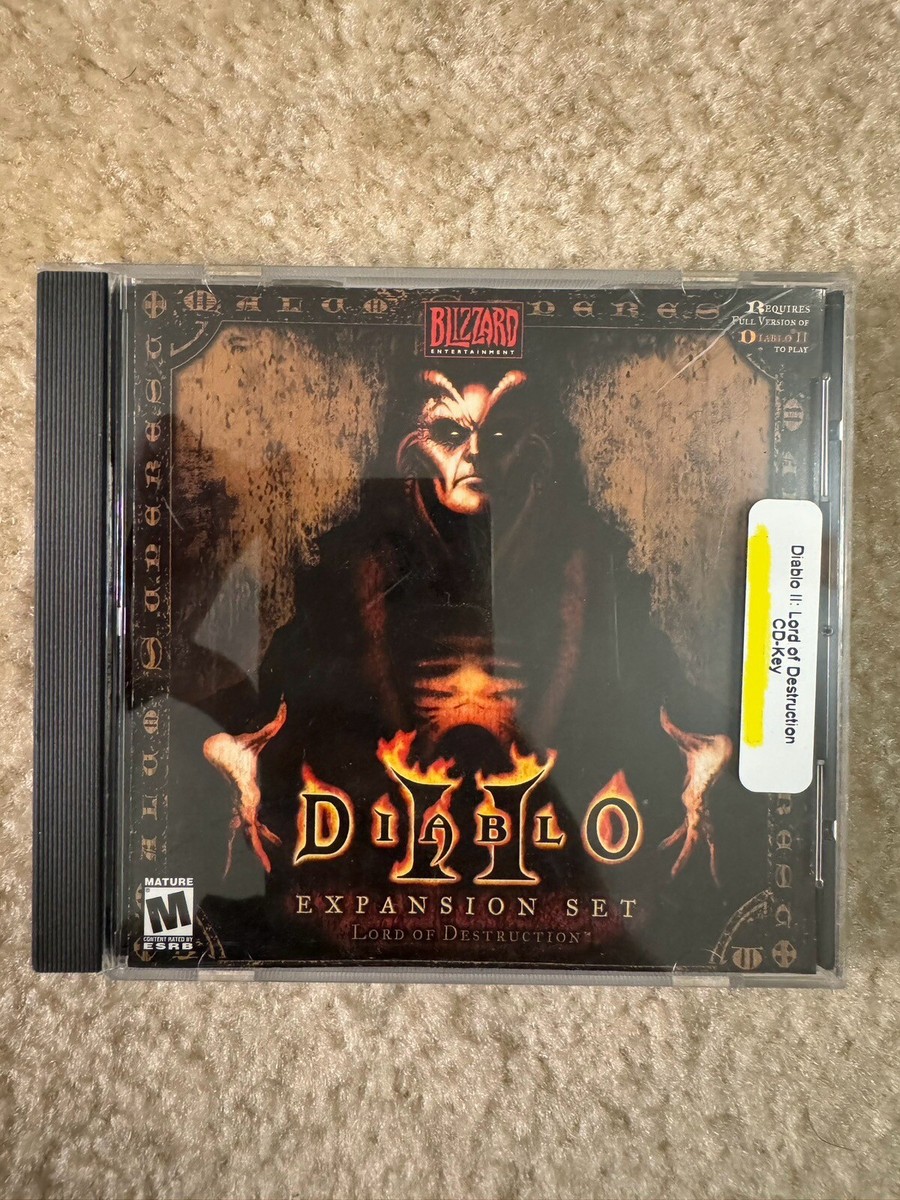 BLIZZARD
ENTERTAINMENT
REQUIRES
FULL VERSION OF
DIABLO II
TO PLAY
Diablo II: Lord of Destruction
CD-Key
DIABLO
II
EXPANSION SET
LORD OF DESTRUCTION™
MATURE
M
CONTENT RATED BY
ESRB